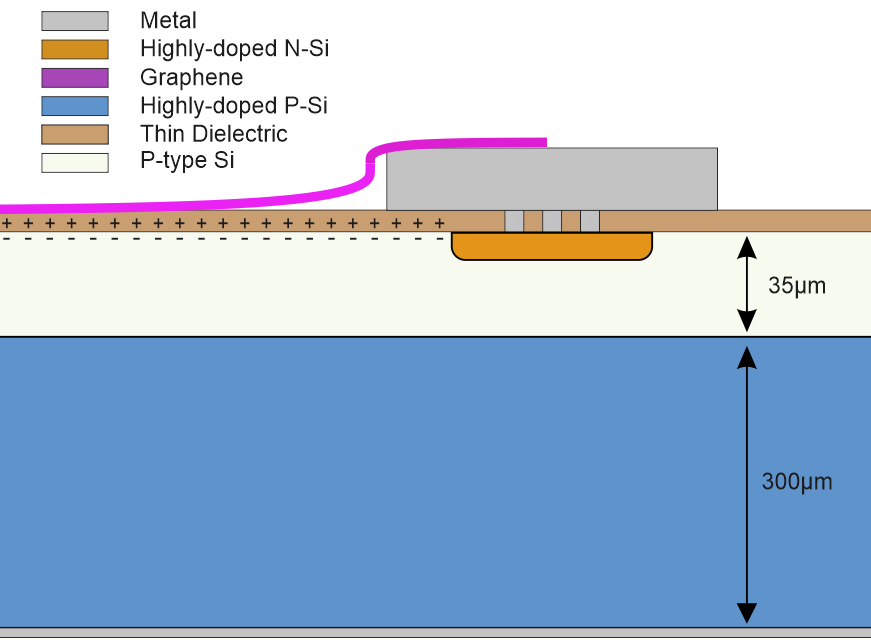 Metal
Highly-doped N-Si
Graphene
Highly-doped P-Si
Thin Dielectric
P-type Si
+ + + + + + + + + + + + + + + + + + + + +
- - - - - - - - - - - - - - - - - - - - -
35μm
300μm